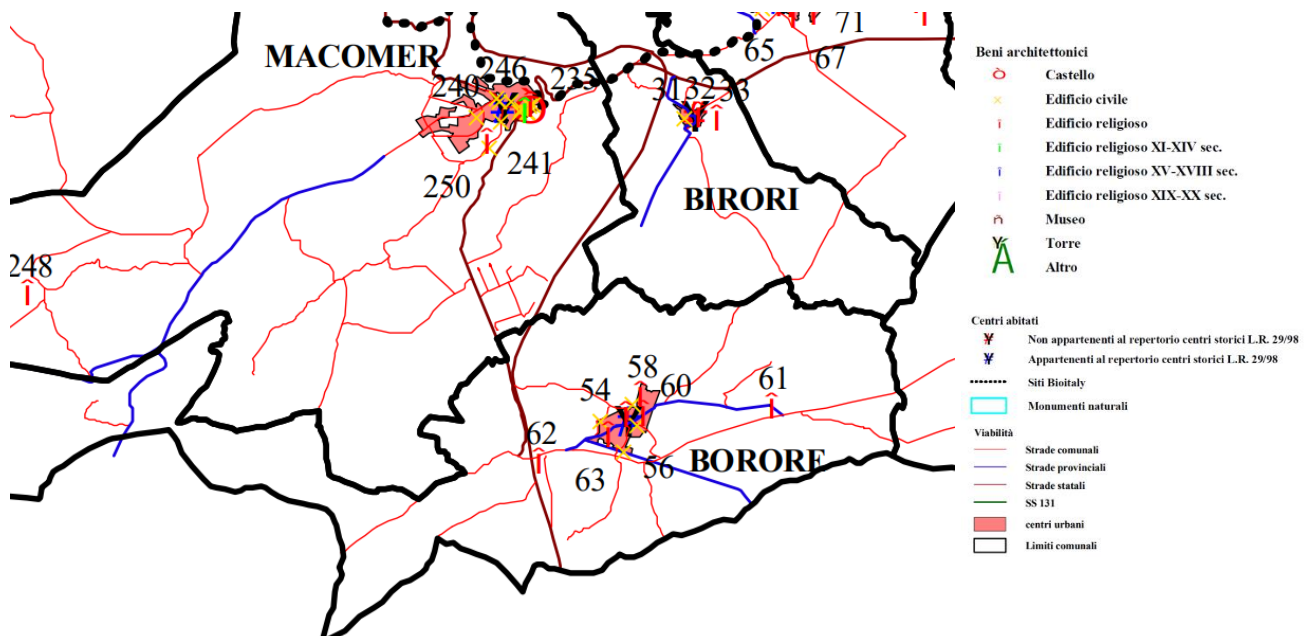 MACOMER
240
246
235
241
250
248
65
71
67
31
32
33
BIRORI
54
58
60
61
62
63
56
BORORE
Beni architettonici
Castello
Edificio civile
Edificio religioso
Edificio religioso XI-XIV sec.
Edificio religioso XV-XVIII sec.
Edificio religioso XIX-XX sec.
Museo
Torre
Altro
Centri abitati
Non appartenenti al repertorio centri storici L.R. 29/98
Appartenenti al repertorio centri storici L.R. 29/98
Siti Bioitaly
Monumenti naturali
Viabilità
Strade comunali
Strade provinciali
Strade statali
SS 131
centri urbani
Limiti comunali